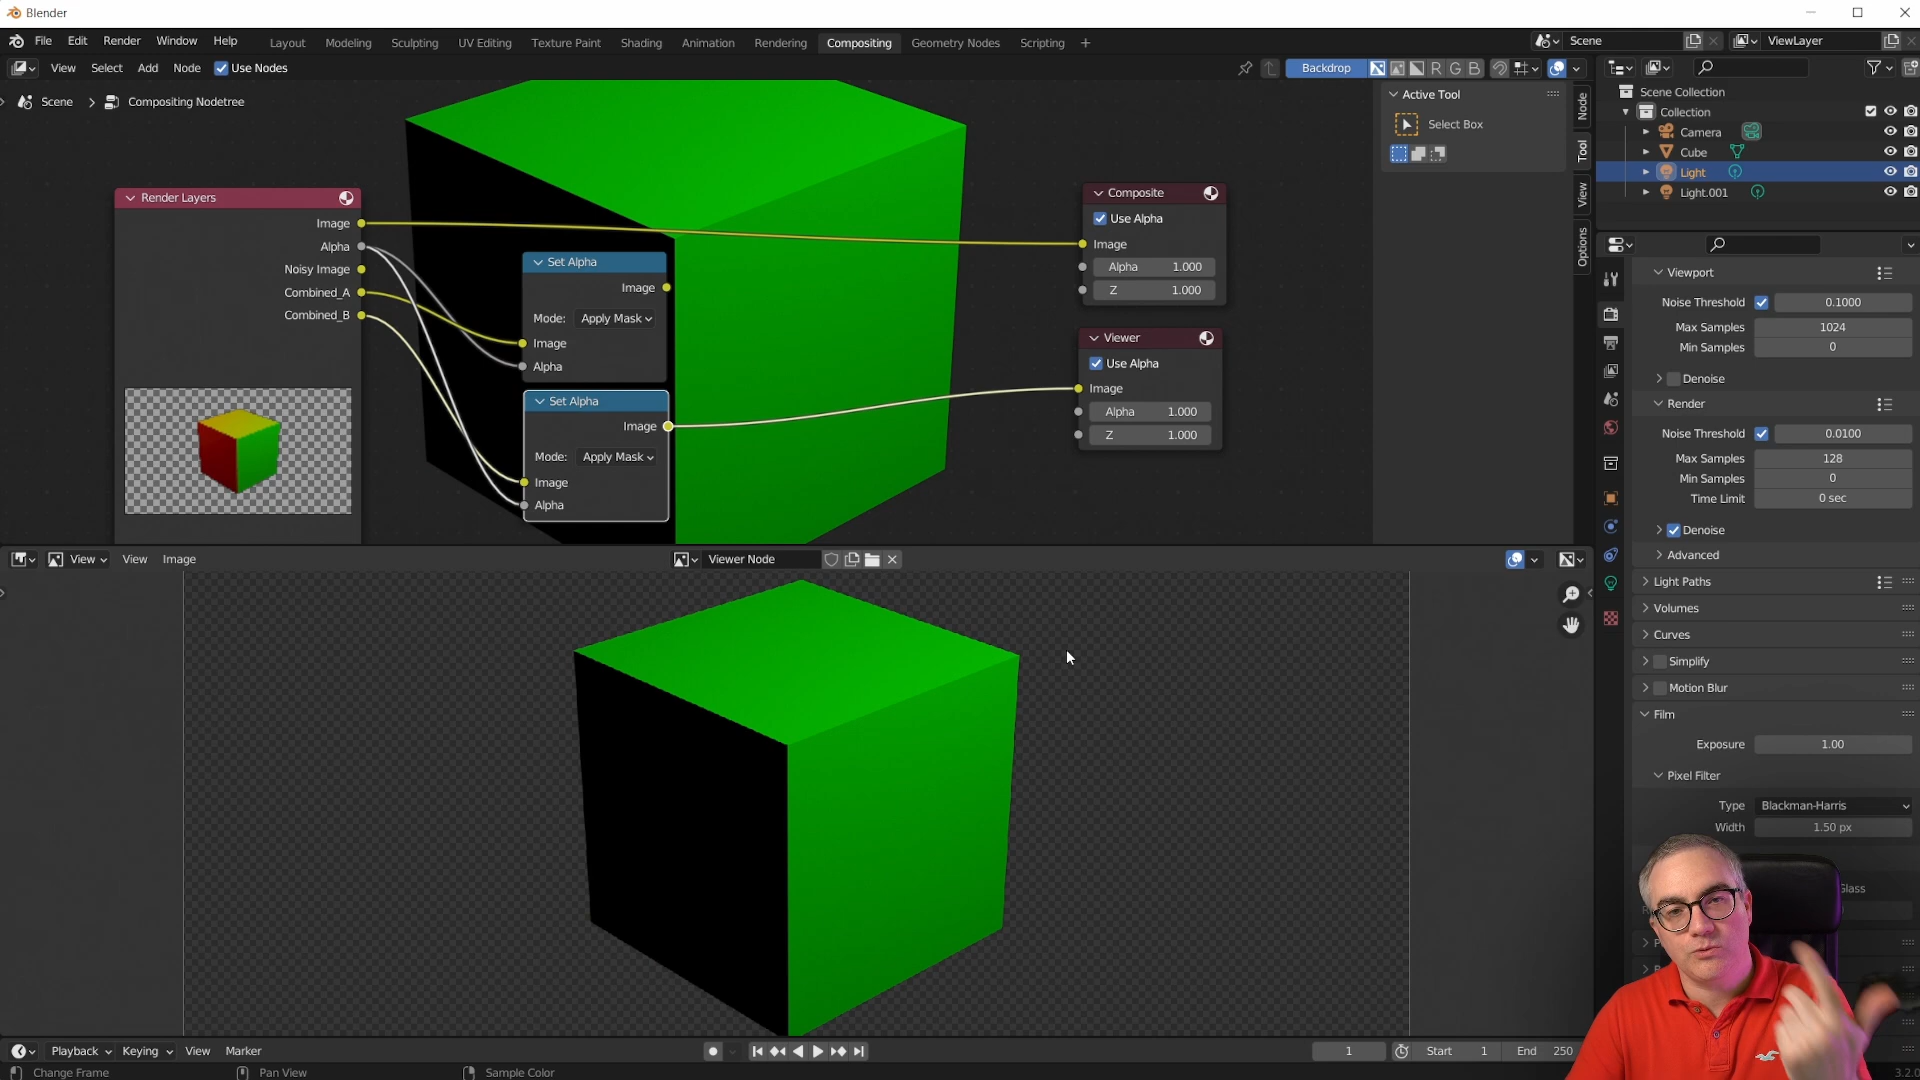 Blender
File Edit Render Window Help Layout Modeling Sculpting UV Editing Texture Paint Shading Animation Rendering Compositing Geometry Nodes Scripting + Scene ViewLayer
View Select Add Node Use Nodes Backdrop R G B
Scene > Compositing Nodetree
Active Tool
Select Box
Node
Tool
View
Options
Scene Collection
Collection
Camera
Cube
Light
Light.001
Render Layers
Image
Alpha
Noisy Image
Combined_A
Combined_B
Set Alpha
Image
Mode: Apply Mask
Image
Alpha
Set Alpha
Image
Mode: Apply Mask
Image
Alpha
Composite
Use Alpha
Image
Alpha 1.000
Z 1.000
Viewer
Use Alpha
Image
Alpha 1.000
Z 1.000
Viewport
Noise Threshold 0.1000
Max Samples 1024
Min Samples 0
Denoise
Render
Noise Threshold 0.0100
Max Samples 128
Min Samples 0
Time Limit 0 sec
Denoise
Advanced
Light Paths
Volumes
Curves
Simplify
Motion Blur
Film
Exposure 1.00
Pixel Filter
Type Blackman-Harris
Width 1.50 px
Glass
View View Image Viewer Node
Playback Keying View Marker 1 Start 1 End 250
Change Frame Pan View Sample Color 3.2.0